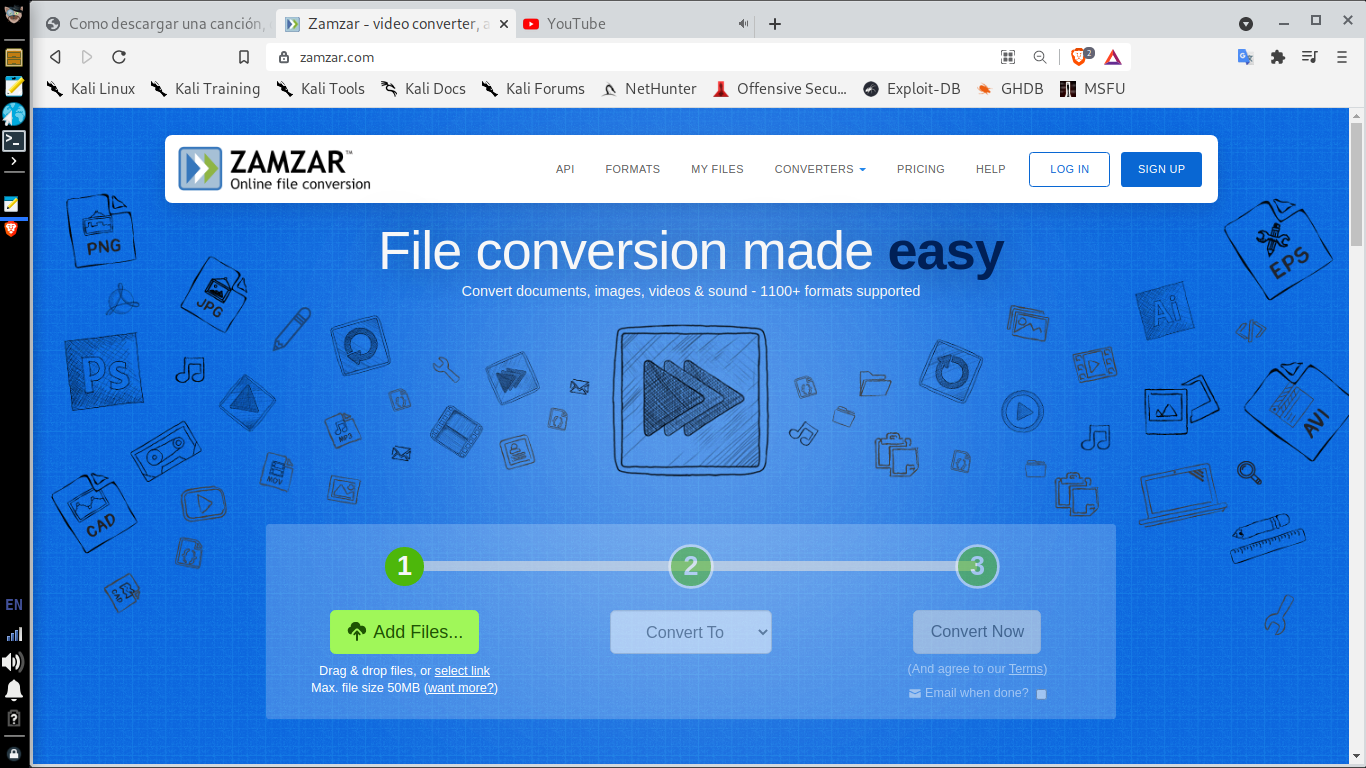 Como descargar una canción,
Zamzar - video converter, a
YouTube
zamzar.com
2
Kali Linux
Kali Training
Kali Tools
Kali Docs
Kali Forums
NetHunter
Offensive Secu...
Exploit-DB
GHDB
MSFU
ZAMZAR™
Online file conversion
API
FORMATS
MY FILES
CONVERTERS
PRICING
HELP
LOG IN
SIGN UP
File conversion made easy
Convert documents, images, videos & sound - 1100+ formats supported
PNG
JPG
EPS
Ps
Ai
MP3
MOV
CAD
AVI
1
2
3
Add Files...
Convert To
Convert Now
Drag & drop files, or select link
Max. file size 50MB (want more?)
(And agree to our Terms)
Email when done?
EN